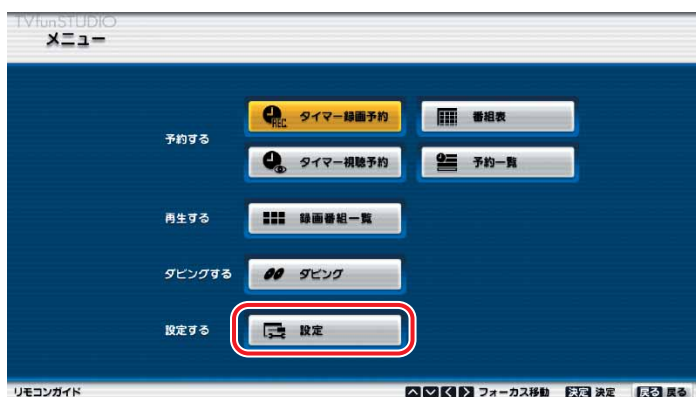 TVfunSTUDIO
メニュー
予約する
REC タイマー録画予約
番組表
タイマー視聴予約
予約一覧
再生する
録画番組一覧
ダビングする
ダビング
設定する
設定
リモコンガイド
フォーカス移動 決定 決定 戻る 戻る